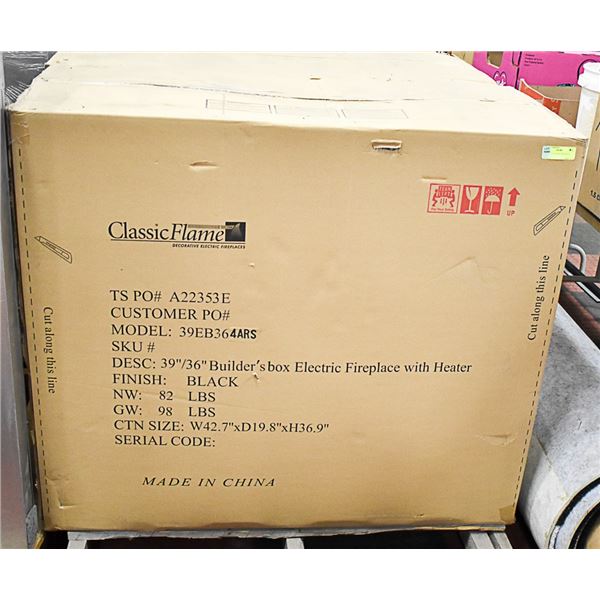 ClassicFlame
DECORATIVE ELECTRIC FIREPLACES
UP
TS PO# A22353E
CUSTOMER PO#
MODEL: 39EB364ARS
SKU #
DESC: 39"/36" Builder's box Electric Fireplace with Heater
FINISH: BLACK
NW: 82 LBS
GW: 98 LBS
CTN SIZE: W42.7"xD19.8"xH36.9"
SERIAL CODE:
MADE IN CHINA
Cut along this line
Cut along this line